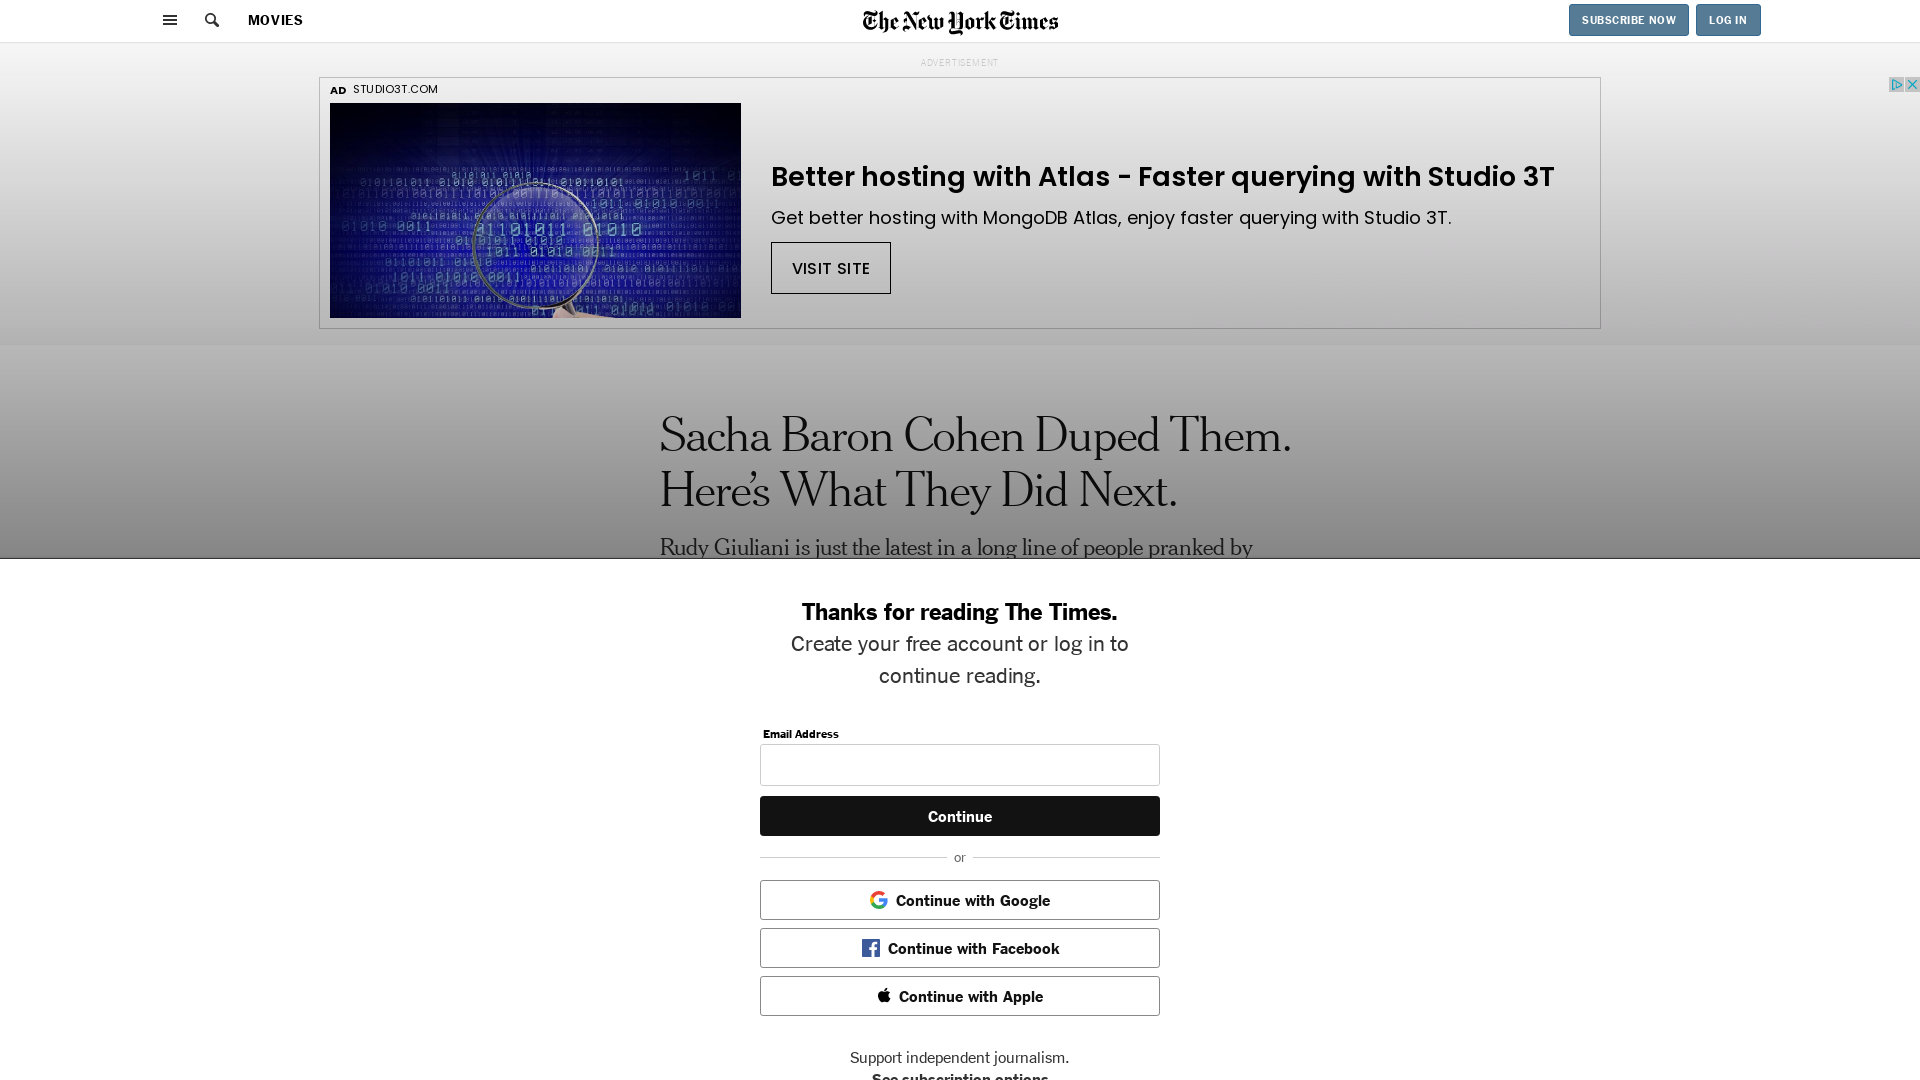 MOVIES
The New York Times
SUBSCRIBE NOW
LOG IN
ADVERTISEMENT
AD STUDIO3T.COM
Better hosting with Atlas - Faster querying with Studio 3T
Get better hosting with MongoDB Atlas, enjoy faster querying with Studio 3T.
VISIT SITE
Sacha Baron Cohen Duped Them.
Here’s What They Did Next.
Rudy Giuliani is just the latest in a long line of people pranked by
Thanks for reading The Times.
Create your free account or log in to
continue reading.
Email Address
Continue
or
Continue with Google
Continue with Facebook
Continue with Apple
Support independent journalism.
See subscription options